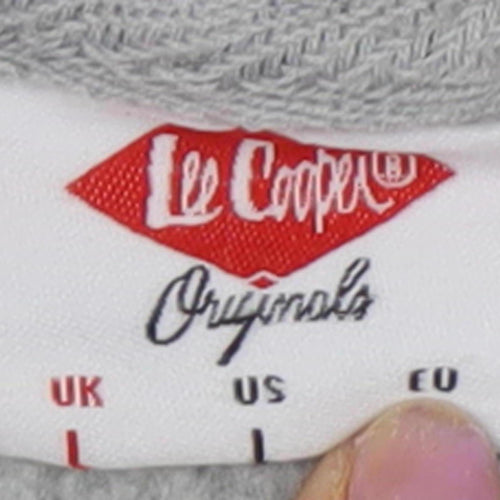 Lee Cooper®
Originals
UK US EU
L L